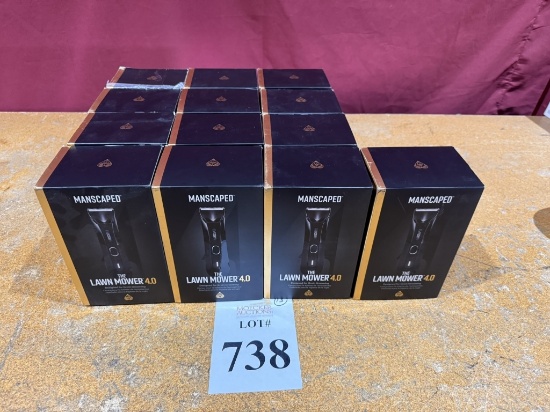 MANSCAPED
THE
LAWN MOWER 4.0
MANSCAPED
THE
LAWN MOWER 4.0
MANSCAPED
THE
LAWN MOWER 4.0
MANSCAPED
THE
LAWN MOWER 4.0
LOT#
738